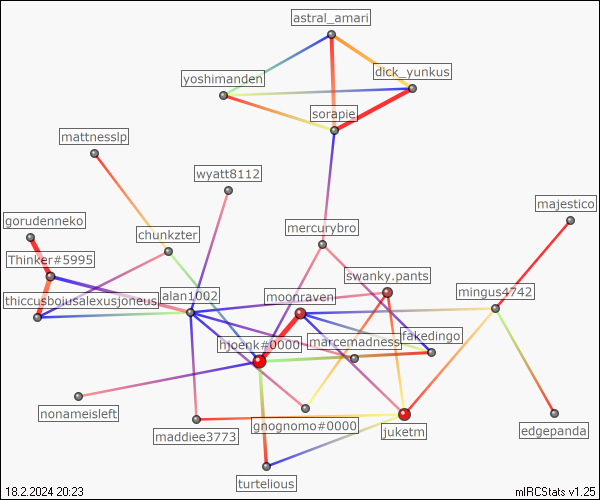 astral_amari
dick_yunkus
yoshimanden
sorapie
mattnesslp
wyatt8112
majestico
gorudenneko
mercurybro
chunkzter
Thinker#5995
swanky.pants
mingus4742
thiccusboiusalexusjoneus
alan1002
moonraven
fakedingo
hjoenk#0000
marcemadness
nonameisleft
gnognomo#0000
maddiee3773
juketm
edgepanda
turtelious
18.2.2024 20:23
mIRCStats v1.25